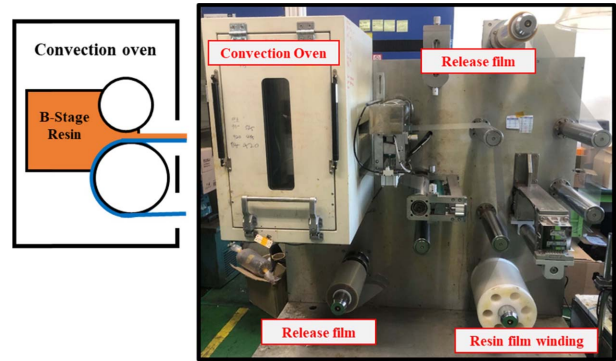 Convection oven
B-Stage
Resin
Convection Oven
Release film
Release film
Resin film winding